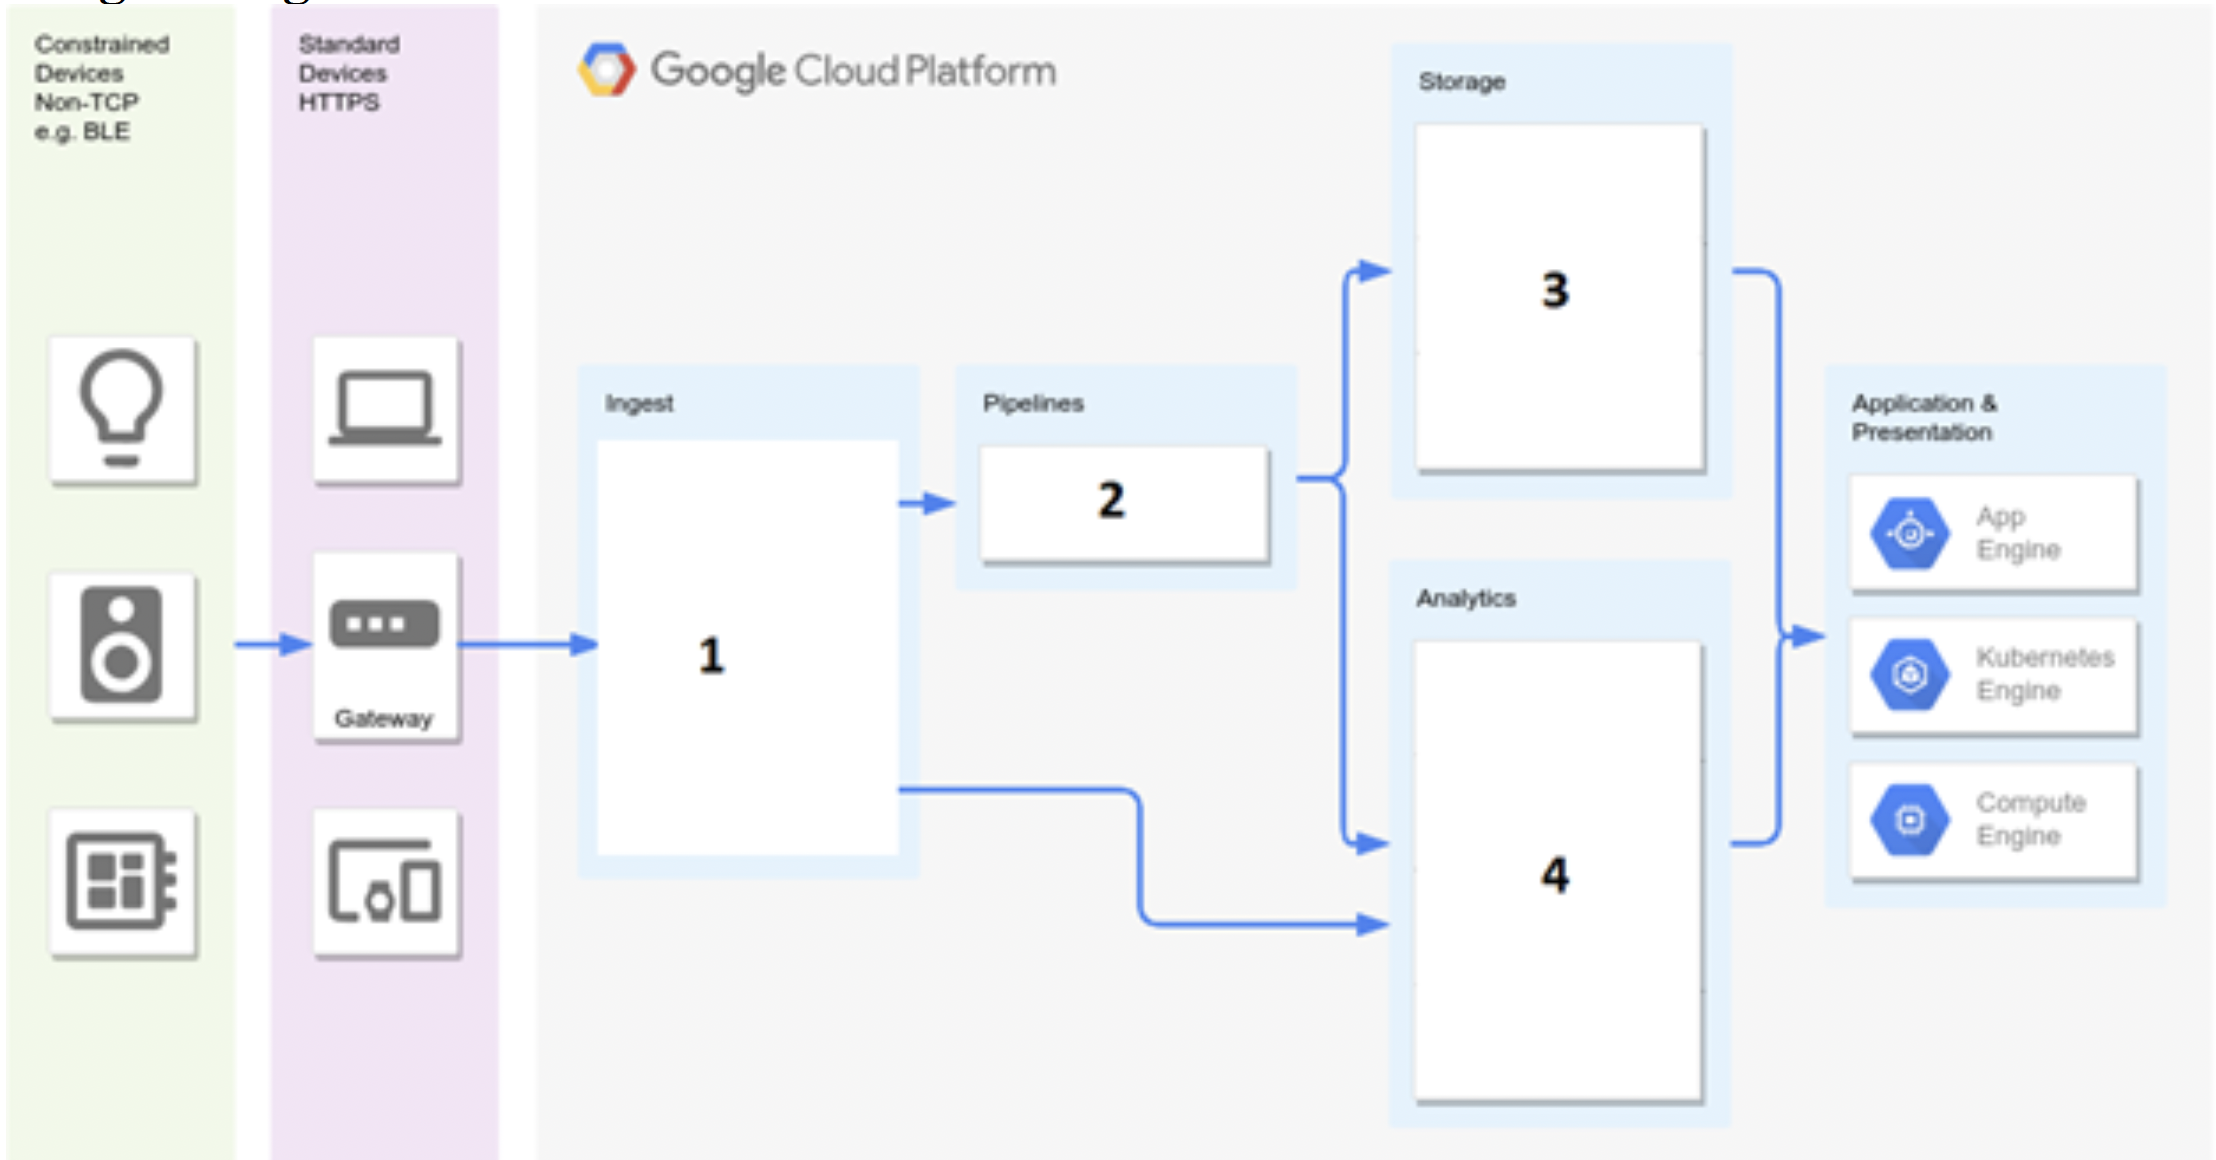 Constrained
Devices
Non-TCP
e.g. BLE
Standard
Devices
HTTPS
Gateway
Google Cloud Platform
Ingest
1
Pipelines
2
Storage
3
Analytics
4
Application &
Presentation
App
Engine
Kubernetes
Engine
Compute
Engine